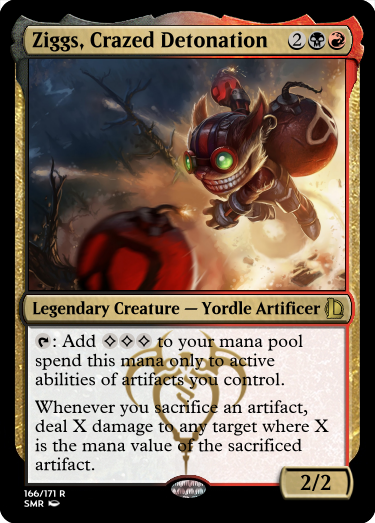 Ziggs, Crazed Detonation 2
Legendary Creature — Yordle Artificer
: Add to your mana pool
spend this mana only to active
abilities of artifacts you control.
Whenever you sacrifice an artifact,
deal X damage to any target where X
is the mana value of the sacrificed
artifact.
2/2
166/171 R
SMR